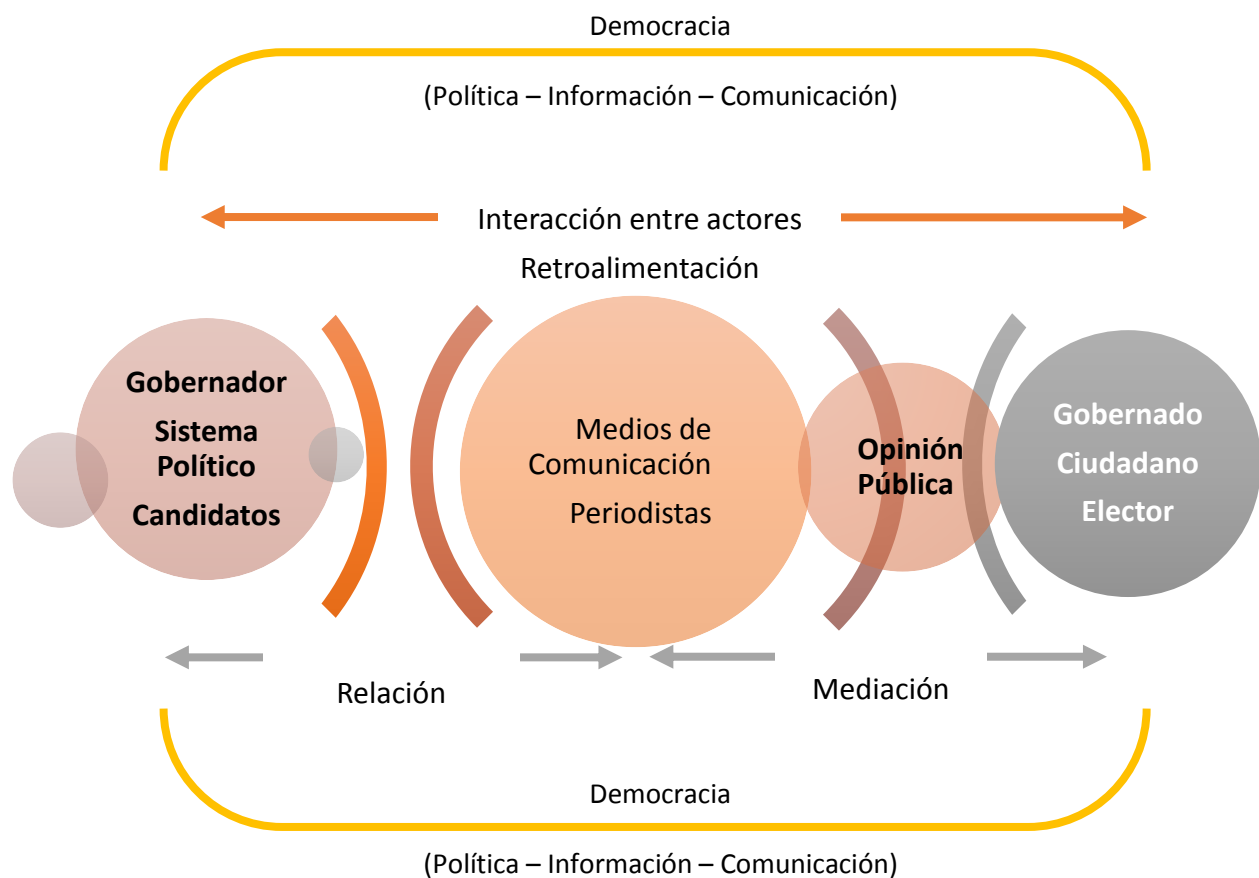 Democracia
(Política – Información – Comunicación)
Interacción entre actores
Retroalimentación
Gobernador
Sistema
Político
Candidatos
Medios de
Comunicación
Periodistas
Opinión
Pública
Gobernado
Ciudadano
Elector
Relación
Mediación
Democracia
(Política – Información – Comunicación)